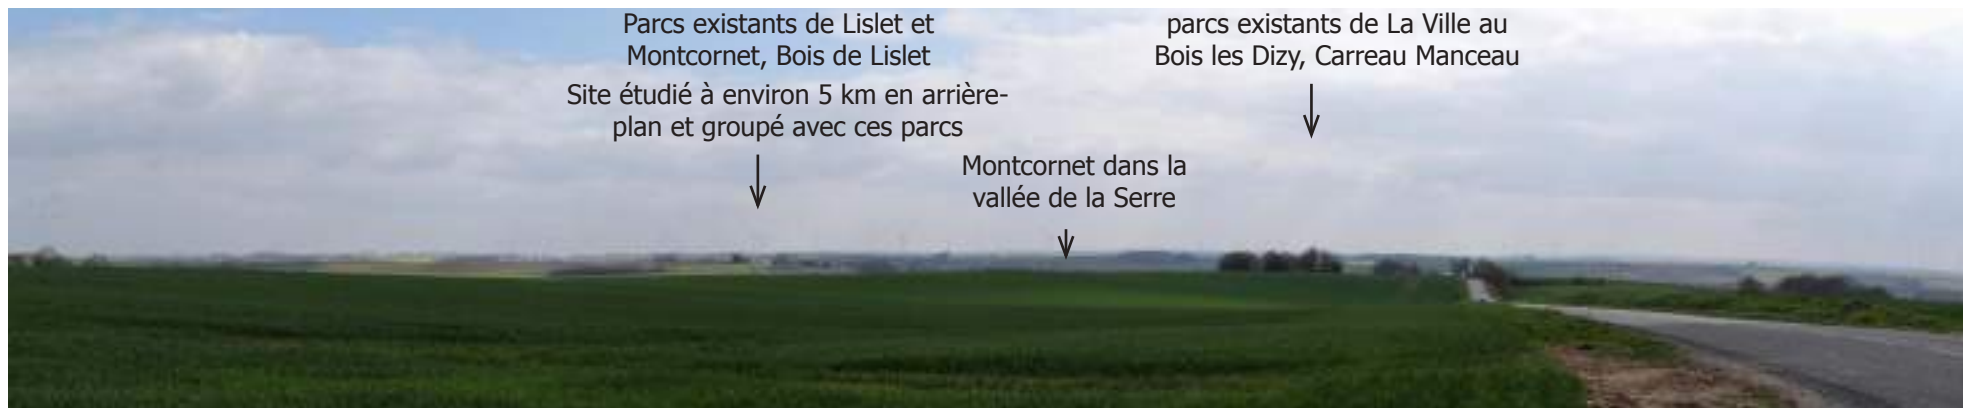 Parcs existants de Lislet et
Montcornet, Bois de Lislet
Site étudié à environ 5 km en arrière-
plan et groupé avec ces parcs
Montcornet dans la
vallée de la Serre
parcs existants de La Ville au
Bois les Dizy, Carreau Manceau